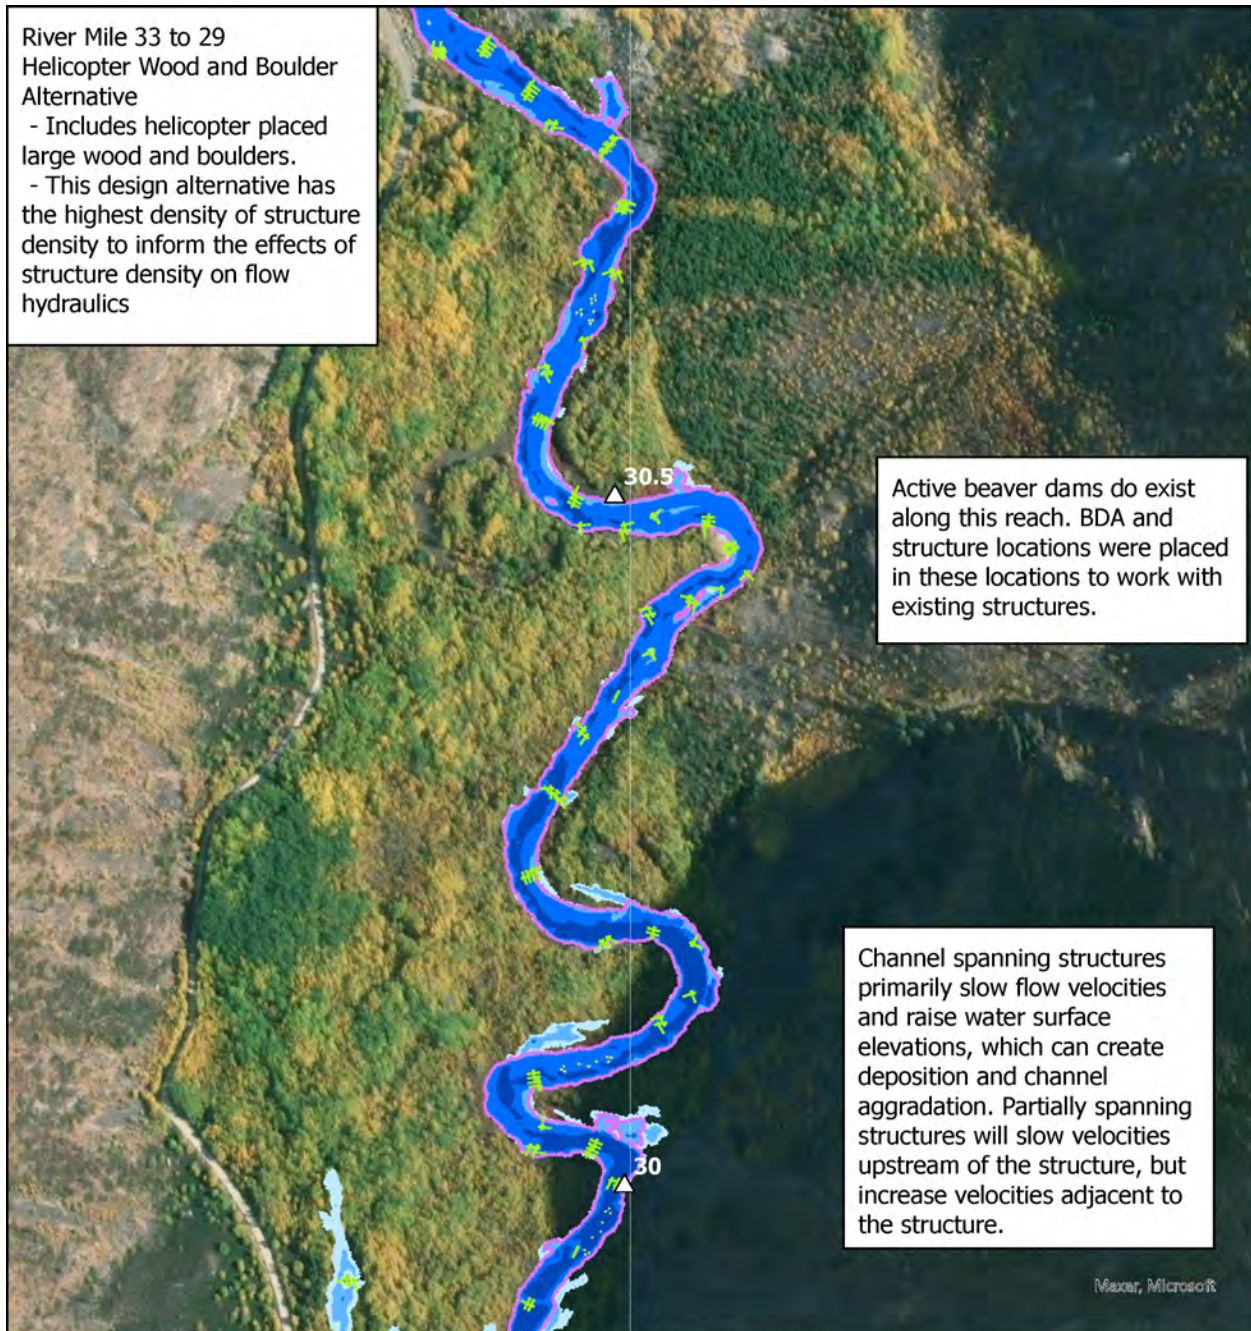 River Mile 33 to 29
Helicopter Wood and Boulder
Alternative
- Includes helicopter placed
large wood and boulders.
- This design alternative has
the highest density of structure
density to inform the effects of
structure density on flow
hydraulics
30.5
Active beaver dams do exist
along this reach. BDA and
structure locations were placed
in these locations to work with
existing structures.
Channel spanning structures
primarily slow flow velocities
and raise water surface
elevations, which can create
deposition and channel
aggradation. Partially spanning
structures will slow velocities
upstream of the structure, but
increase velocities adjacent to
the structure.
30
Maxar, Microsoft